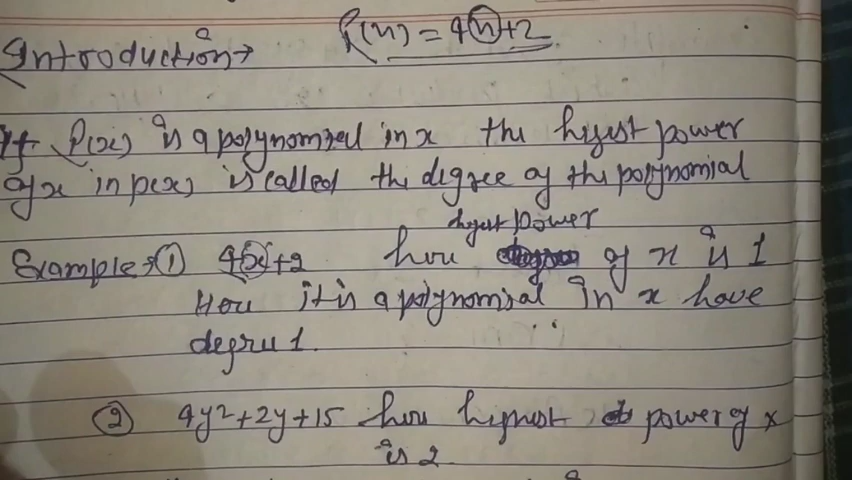 P(x) = 4x+2
Introduction →
If P(x) is a polynomial in x the hyest power
of x in p(x) is called the degree of the polynomial
hyest power
Example → ① 4x+2 here of x is 1
Here it is a polynomial in x have
degree 1.
② 4y²+2y+15 here highest power of x
is 2